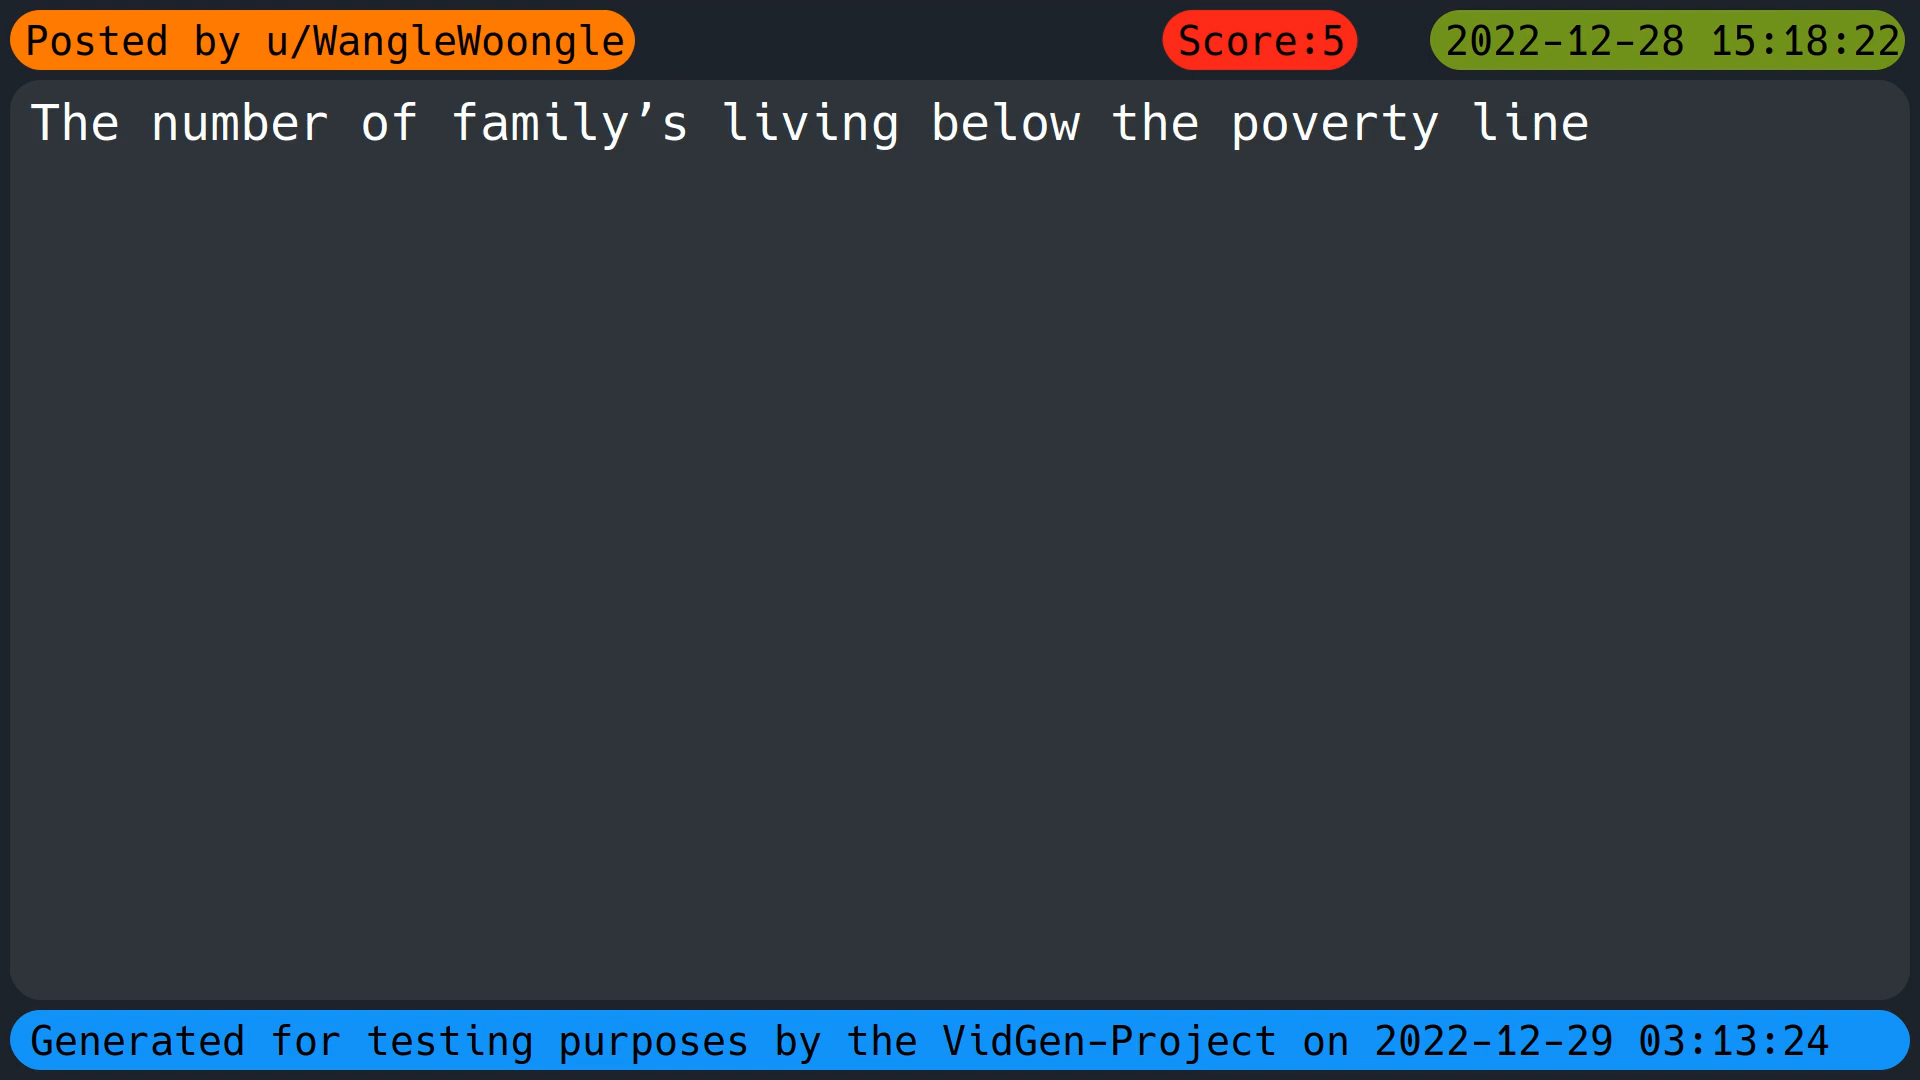 Posted by u/WangleWoongle
Score:5
2022-12-28 15:18:22
The number of family’s living below the poverty line
Generated for testing purposes by the VidGen-Project on 2022-12-29 03:13:24